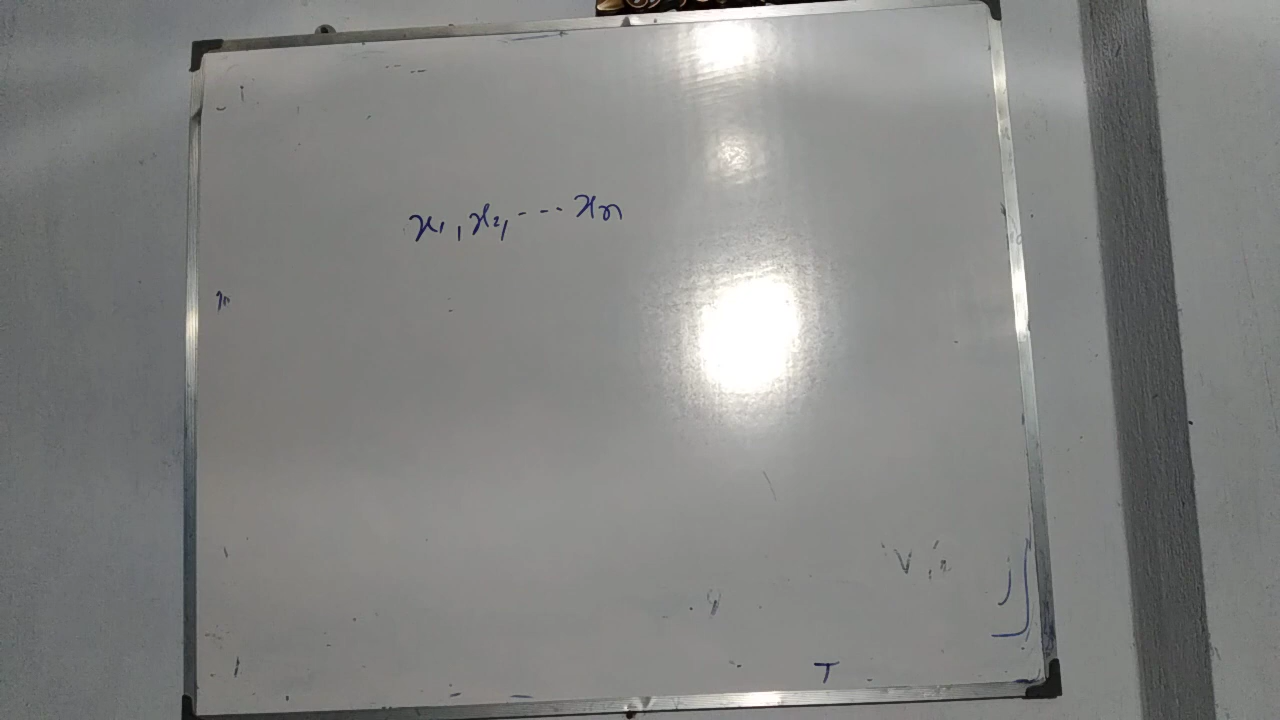 x₁, x₂, ---- xₙ
T